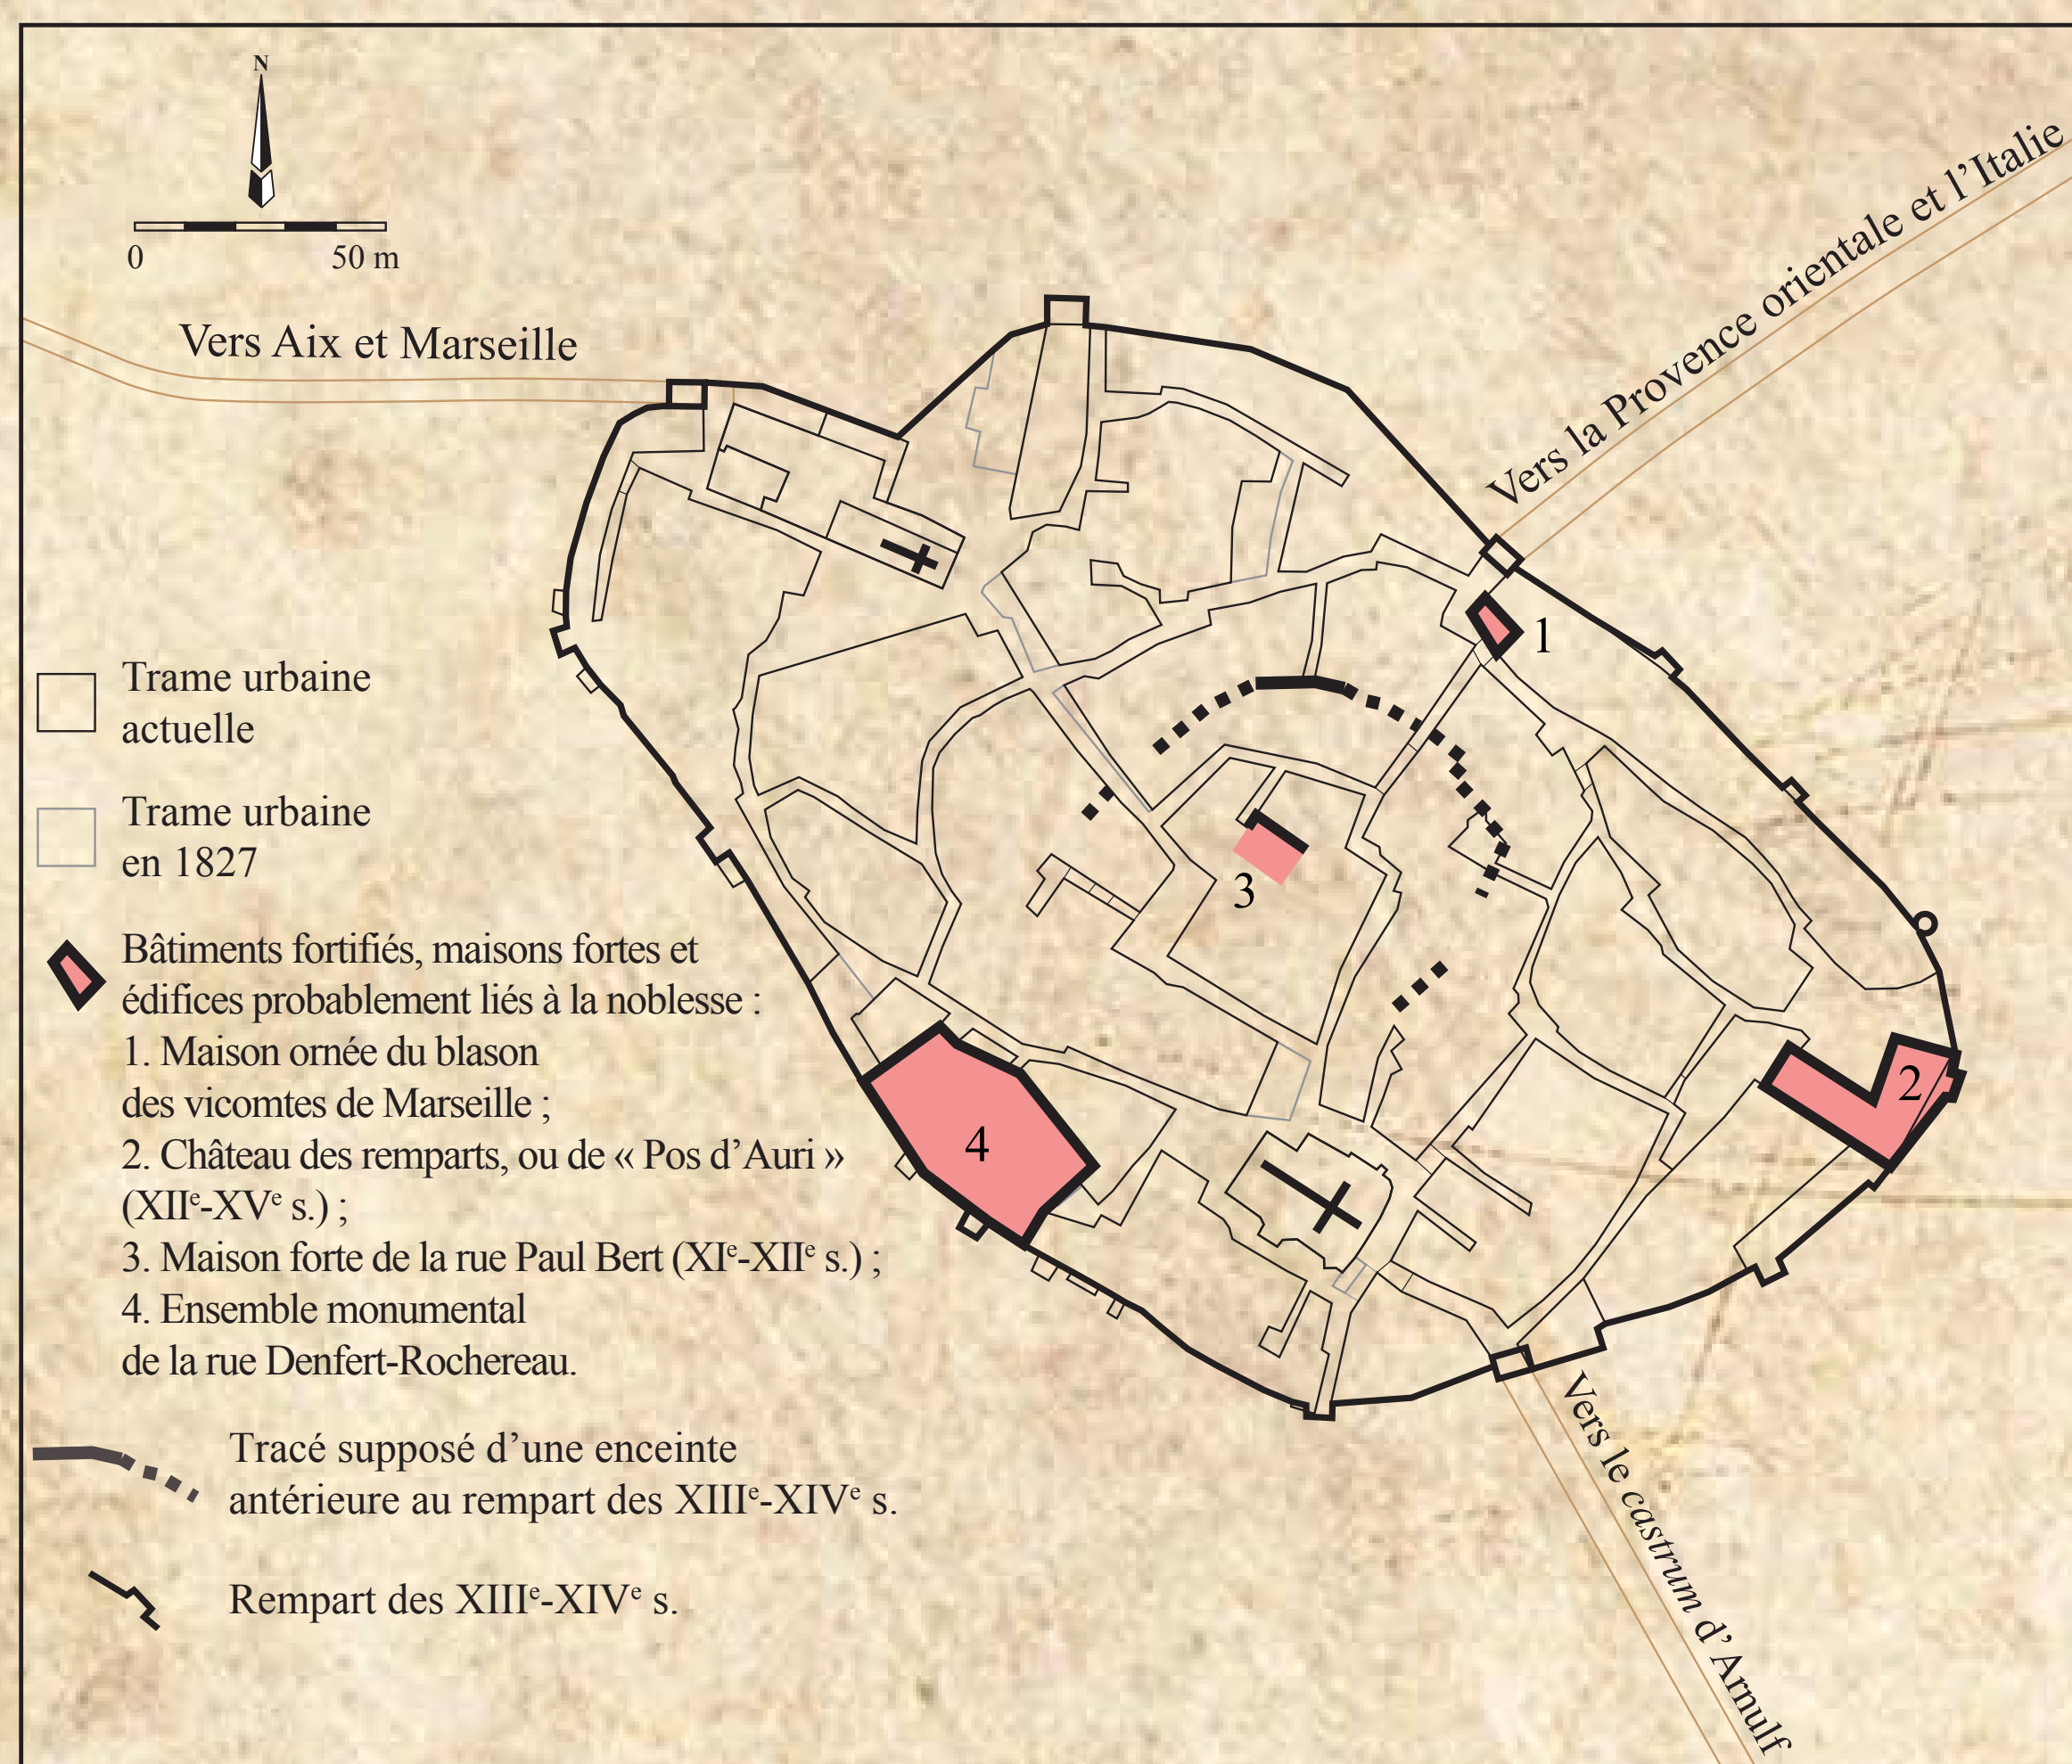 N
0 50 m
Vers Aix et Marseille
Vers la Provence orientale et l’Italie
Trame urbaine
actuelle
Trame urbaine
en 1827
Bâtiments fortifiés, maisons fortes et
édifices probablement liés à la noblesse :
1. Maison ornée du blason
des vicomtes de Marseille ;
2. Château des remparts, ou de « Pos d’Auri »
(XIIe-XVe s.) ;
3. Maison forte de la rue Paul Bert (XIe-XIIe s.) ;
4. Ensemble monumental
de la rue Denfert-Rochereau.
Tracé supposé d’une enceinte
antérieure au rempart des XIIIe-XIVe s.
Rempart des XIIIe-XIVe s.
1
3
2
4
Vers le castrum d’Arnulf